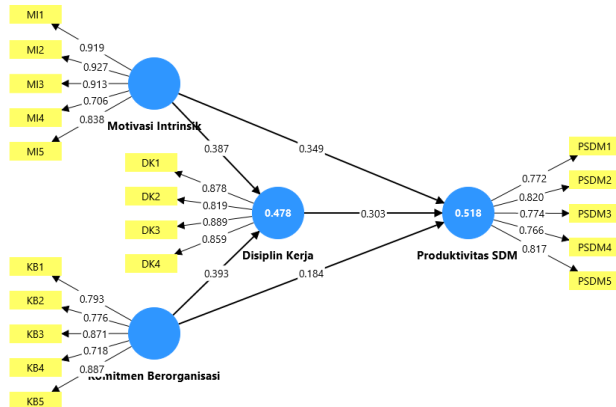 MI1
0.919
MI2
0.927
MI3
0.913
MI4
0.706
MI5
0.838
Motivasi Intrinsik
0.387
0.349
DK1
0.878
DK2
0.819
DK3
0.889
DK4
0.859
0.478
Disiplin Kerja
0.303
0.518
Produktivitas SDM
PSDM1
0.772
PSDM2
0.820
PSDM3
0.774
PSDM4
0.766
PSDM5
0.817
0.393
0.184
KB1
0.793
KB2
0.776
KB3
0.871
KB4
0.718
KB5
0.887
Komitmen Berorganisasi